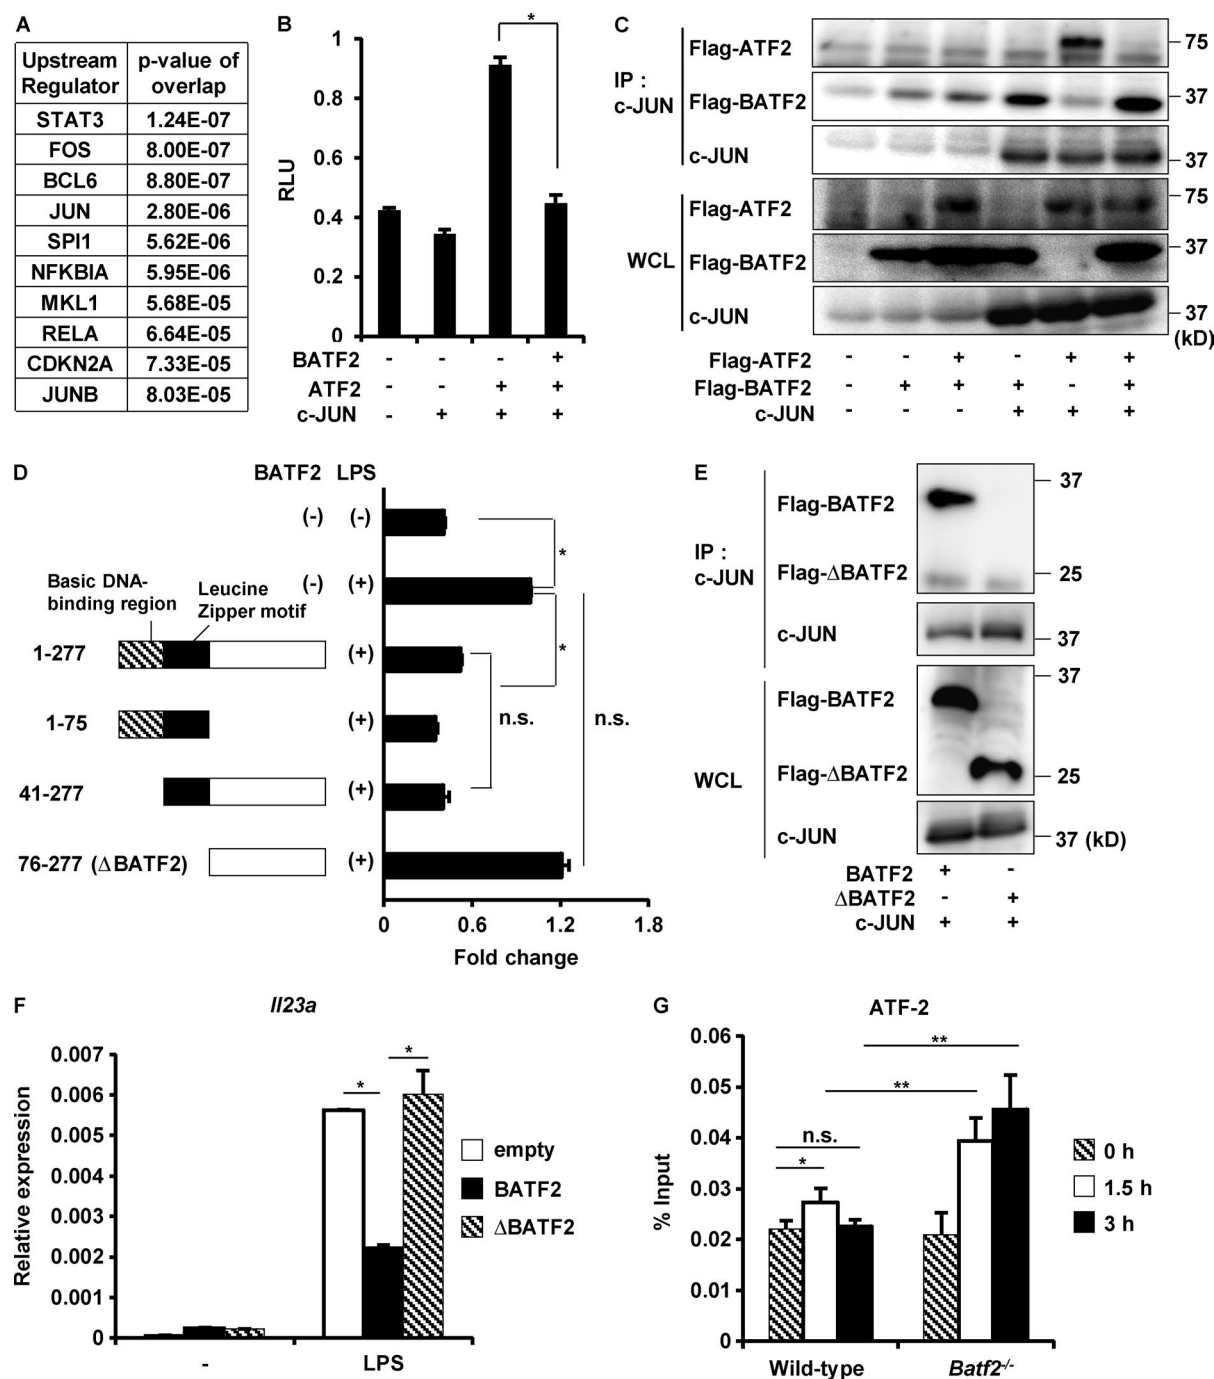 A
Upstream Regulator p-value of overlap
STAT3 1.24E-07
FOS 8.00E-07
BCL6 8.80E-07
JUN 2.80E-06
SPI1 5.62E-06
NFKBIA 5.95E-06
MKL1 5.68E-05
RELA 6.64E-05
CDKN2A 7.33E-05
JUNB 8.03E-05
B
*
1
0.8
0.6
0.4
0.2
0
RLU
BATF2 - - - +
ATF2 - - + +
c-JUN - + + +
C
IP : c-JUN
Flag-ATF2 75
Flag-BATF2 37
c-JUN 37
WCL
Flag-ATF2 75
Flag-BATF2 37
c-JUN 37
(kD)
Flag-ATF2 - - + - + +
Flag-BATF2 - + + + - +
c-JUN - - - + + +
D
BATF2 LPS
(-) (-)
*
(-) (+)
Basic DNA-binding region
Leucine Zipper motif
1-277 (+)
*
1-75 (+)
n.s.
n.s.
41-277 (+)
76-277 (ΔBATF2) (+)
0 0.6 1.2 1.8
Fold change
E
IP : c-JUN
37
Flag-BATF2
Flag-ΔBATF2 25
c-JUN 37
WCL
37
Flag-BATF2
Flag-ΔBATF2 25
c-JUN 37 (kD)
BATF2 + -
ΔBATF2 - +
c-JUN + +
F
Il23a
Relative expression
0.007
0.006
0.005
0.004
0.003
0.002
0.001
0
* *
- LPS
empty
BATF2
ΔBATF2
G
ATF-2
% Input
0.06
0.05
0.04
0.03
0.02
0.01
0
**
**
n.s.
*
Wild-type Batf2-/-
0 h
1.5 h
3 h